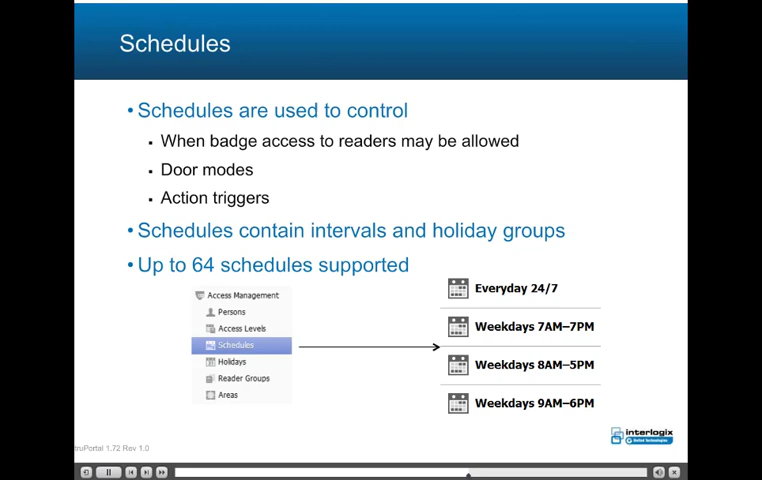 Schedules
• Schedules are used to control
▪ When badge access to readers may be allowed
▪ Door modes
▪ Action triggers
• Schedules contain intervals and holiday groups
• Up to 64 schedules supported
Access Management
Persons
Access Levels
Schedules
Holidays
Reader Groups
Areas
Everyday 24/7
Weekdays 7AM–7PM
Weekdays 8AM–5PM
Weekdays 9AM–6PM
interlogix
United Technologies
truPortal 1.72 Rev 1.0